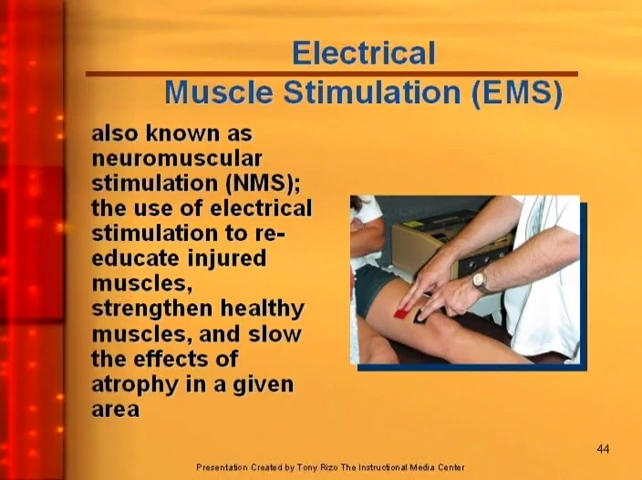 Electrical
Muscle Stimulation (EMS)
also known as
neuromuscular
stimulation (NMS);
the use of electrical
stimulation to re-
educate injured
muscles,
strengthen healthy
muscles, and slow
the effects of
atrophy in a given
area
44
Presentation Created by Tony Rizo The Instructional Media Center